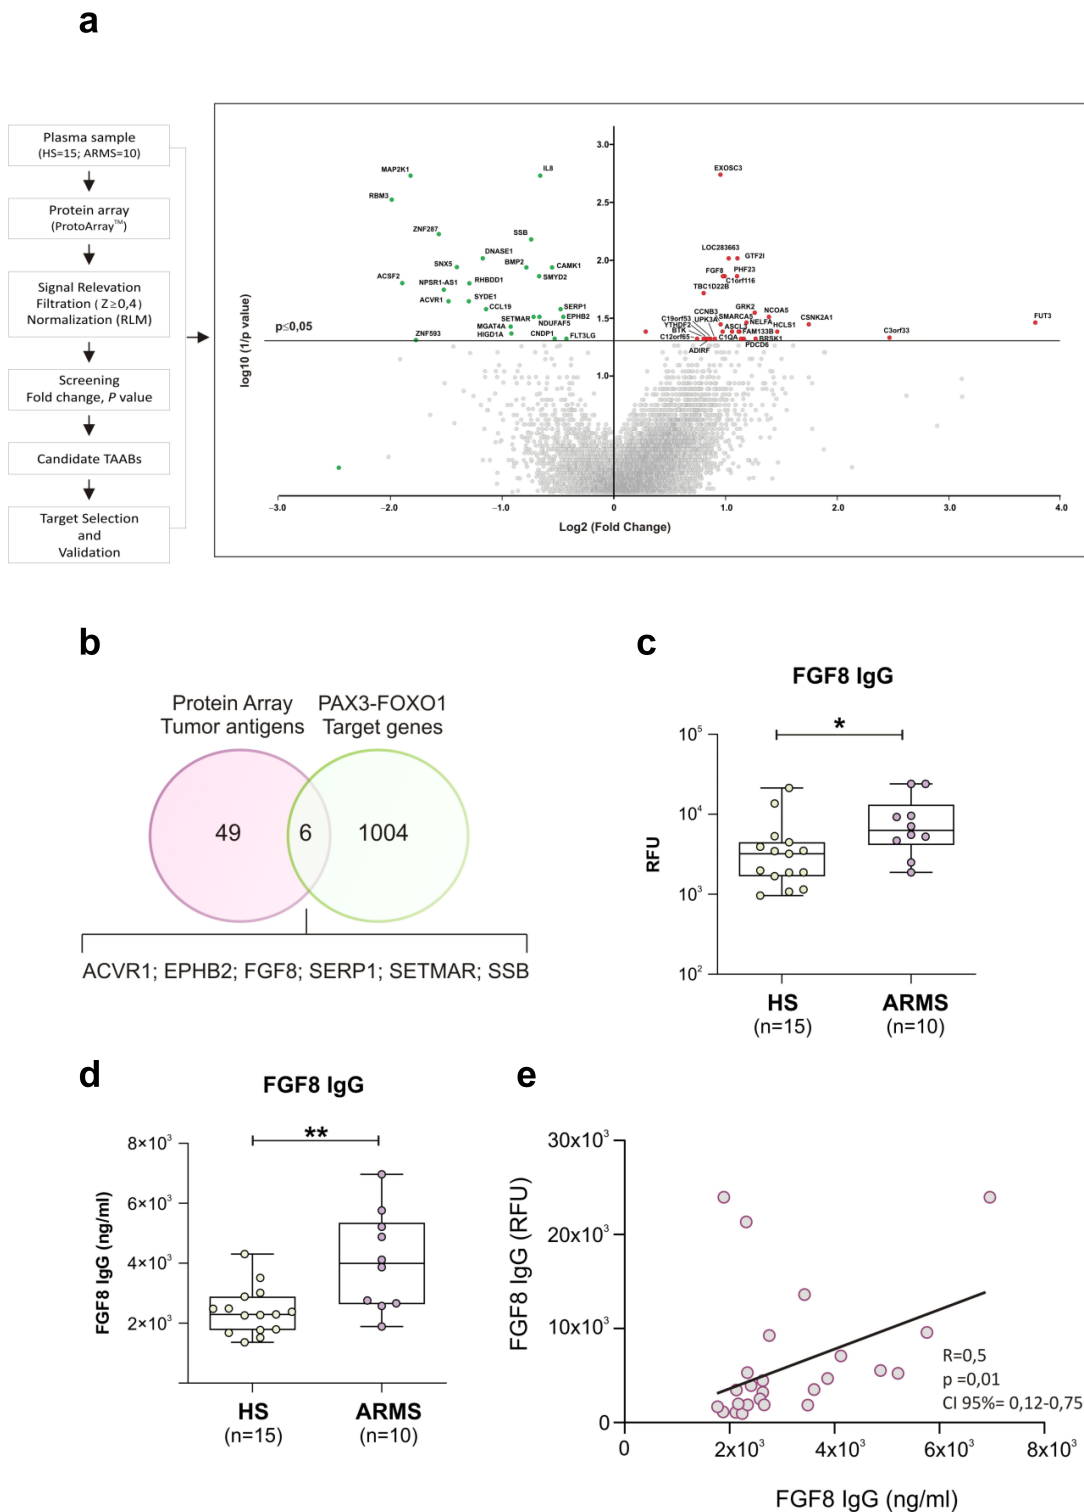 a
Plasma sample
(HS=15; ARMS=10)
Protein array
(ProtoArray™)
Signal Relevation
Filtration ( Z≥0,4)
Normalization (RLM)
Screening
Fold change, P value
Candidate TAABs
Target Selection
and
Validation
log10 (1/p value)
3.0
2.5
2.0
1.5
1.0
p≤0,05
MAP2K1
IL8
EXOSC3
RBM3
ZNF287
SSB
DNASE1
LOC283663
GTF2I
SNX5
BMP2
CAMK1
FGF8
PHF23
ACSF2
NPSR1-AS1
RHBDD1
SMYD2
C1orf116
TBC1D22B
ACVR1
SYDE1
CCL19
SERP1
GRK2
NCOA5
FUT3
SETMAR
EPHB2
CCNB3
SMARCA5
C19orf53
UPK3A
NELFA
CSNK2A1
NDUFAF5
MGAT4A
YTHDF2
ASCL2
HCLS1
ZNF593
HIGD1A
CNDP1
FLT3LG
BTK
FAM133B
C3orf33
C12orf65
C1QA
BRSK1
ADIRF
PDCD6
−3.0
−2.0
−1.0
0.0
1.0
2.0
3.0
4.0
Log2 (Fold Change)
b
Protein Array
Tumor antigens
PAX3-FOXO1
Target genes
49
6
1004
ACVR1; EPHB2; FGF8; SERP1; SETMAR; SSB
c
FGF8 IgG
*
RFU
10⁵
10⁴
10³
10²
HS
(n=15)
ARMS
(n=10)
d
FGF8 IgG
**
FGF8 IgG (ng/ml)
8×10³
6×10³
4×10³
2×10³
HS
(n=15)
ARMS
(n=10)
e
FGF8 IgG (RFU)
30x10³
20x10³
10x10³
0
R=0,5
p =0,01
CI 95%= 0,12-0,75
0
2x10³
4x10³
6x10³
8x10³
FGF8 IgG (ng/ml)